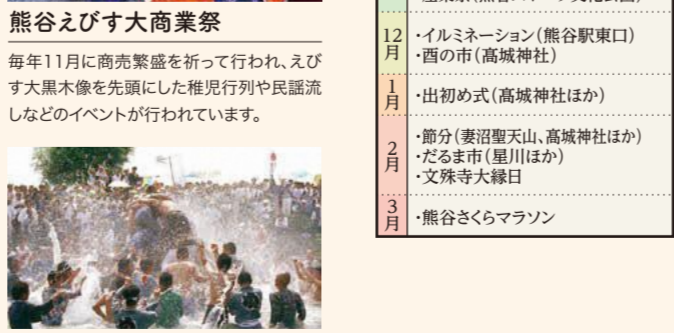 熊谷えびす大商業祭
毎年11月に商売繁盛を祈って行われ、えび
す大黒木像を先頭にした稚児行列や民謡流
しなどのイベントが行われています。
12月
・イルミネーション(熊谷駅東口)
・酉の市(髙城神社)
1月
・出初め式(髙城神社ほか)
2月
・節分(妻沼聖天山、髙城神社ほか)
・だるま市(星川ほか)
・文殊寺大縁日
3月
・熊谷さくらマラソン